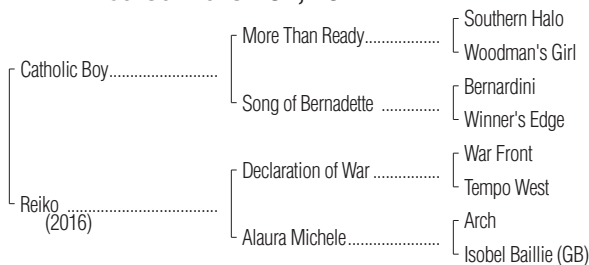 Southern Halo
More Than Ready
Woodman's Girl
Catholic Boy
Bernardini
Song of Bernadette
Winner's Edge
War Front
Declaration of War
Tempo West
Reiko
(2016)
Arch
Alaura Michele
Isobel Baillie (GB)